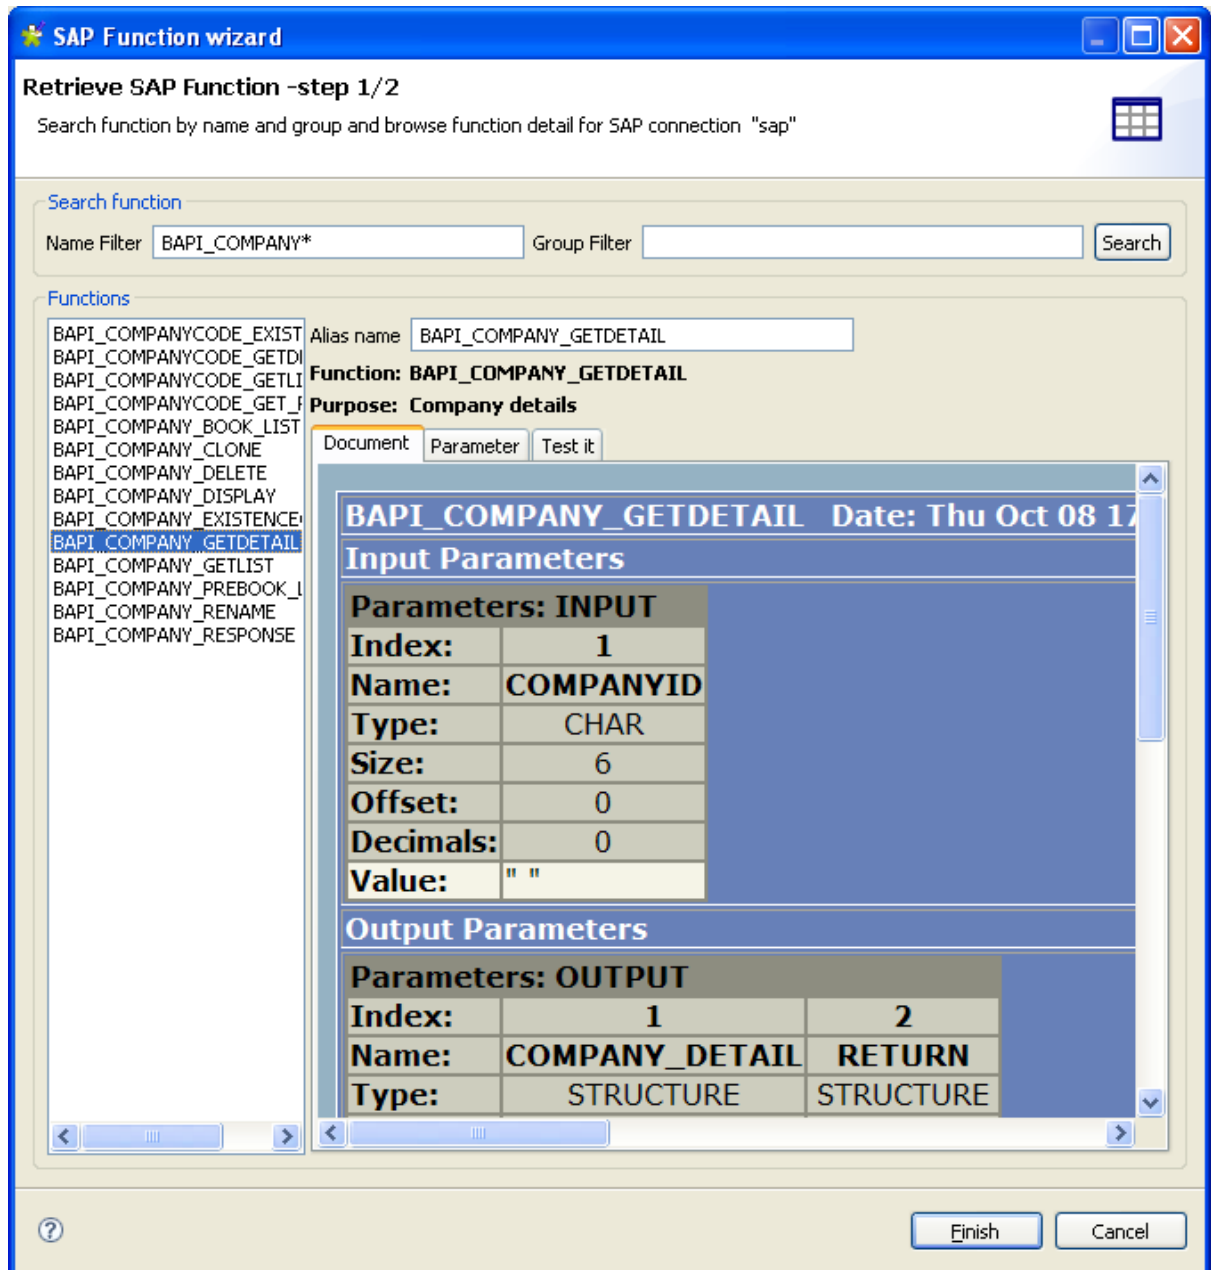 SAP Function wizard
Retrieve SAP Function -step 1/2
Search function by name and group and browse function detail for SAP connection "sap"
Search function
Name Filter BAPI_COMPANY* Group Filter Search
Functions
BAPI_COMPANYCODE_EXIST
BAPI_COMPANYCODE_GETD
BAPI_COMPANYCODE_GETLI
BAPI_COMPANYCODE_GET_
BAPI_COMPANY_BOOK_LIST
BAPI_COMPANY_CLONE
BAPI_COMPANY_DELETE
BAPI_COMPANY_DISPLAY
BAPI_COMPANY_EXISTENCE
BAPI_COMPANY_GETDETAIL
BAPI_COMPANY_GETLIST
BAPI_COMPANY_PREBOOK_
BAPI_COMPANY_RENAME
BAPI_COMPANY_RESPONSE
Alias name BAPI_COMPANY_GETDETAIL
Function: BAPI_COMPANY_GETDETAIL
Purpose: Company details
Document Parameter Test it
BAPI_COMPANY_GETDETAIL Date: Thu Oct 08 17
Input Parameters
Parameters: INPUT
Index: 1
Name: COMPANYID
Type: CHAR
Size: 6
Offset: 0
Decimals: 0
Value: " "
Output Parameters
Parameters: OUTPUT
Index: 1 2
Name: COMPANY_DETAIL RETURN
Type: STRUCTURE STRUCTURE
? Finish Cancel